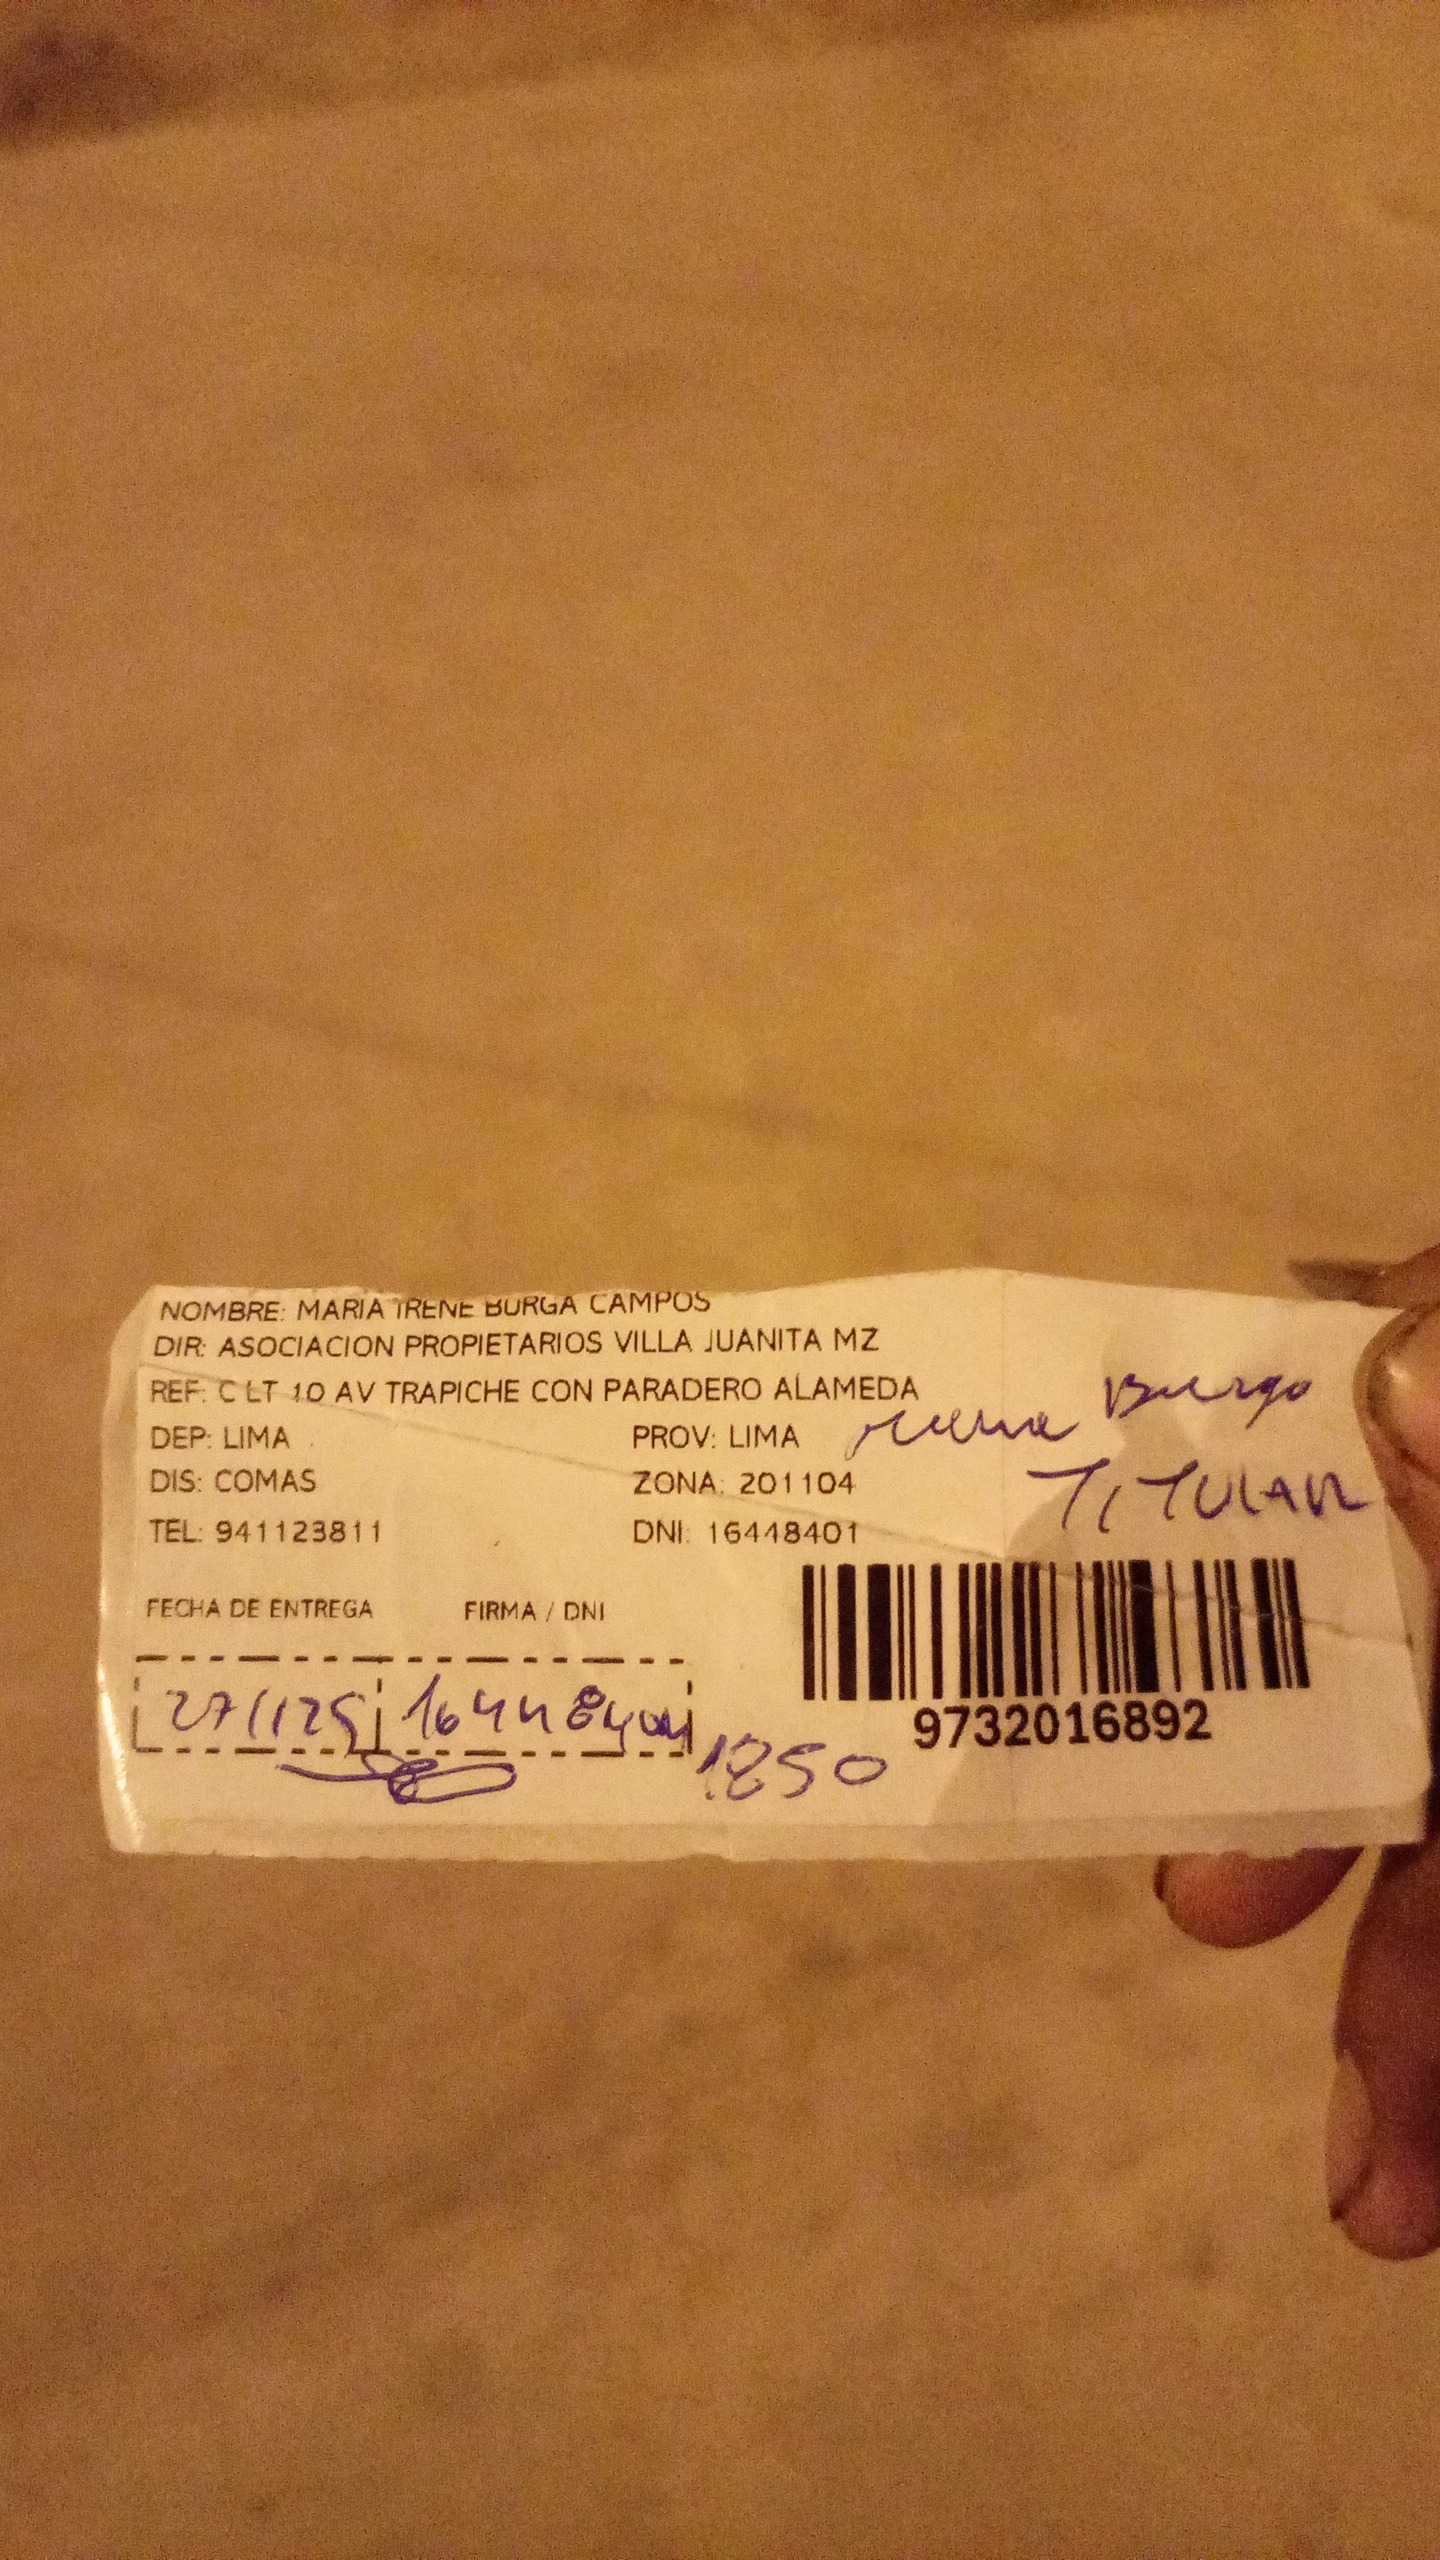 NOMBRE: MARIA IRENE BURGA CAMPOS
DIR: ASOCIACION PROPIETARIOS VILLA JUANITA MZ
REF: C LT 10 AV TRAPICHE CON PARADERO ALAMEDA
DEP: LIMA PROV: LIMA
Burga
DIS: COMAS ZONA: 201104
TITULAR
TEL: 941123811 DNI: 16448401
FECHA DE ENTREGA FIRMA / DNI
27/1125 16448401
9732016892
1850